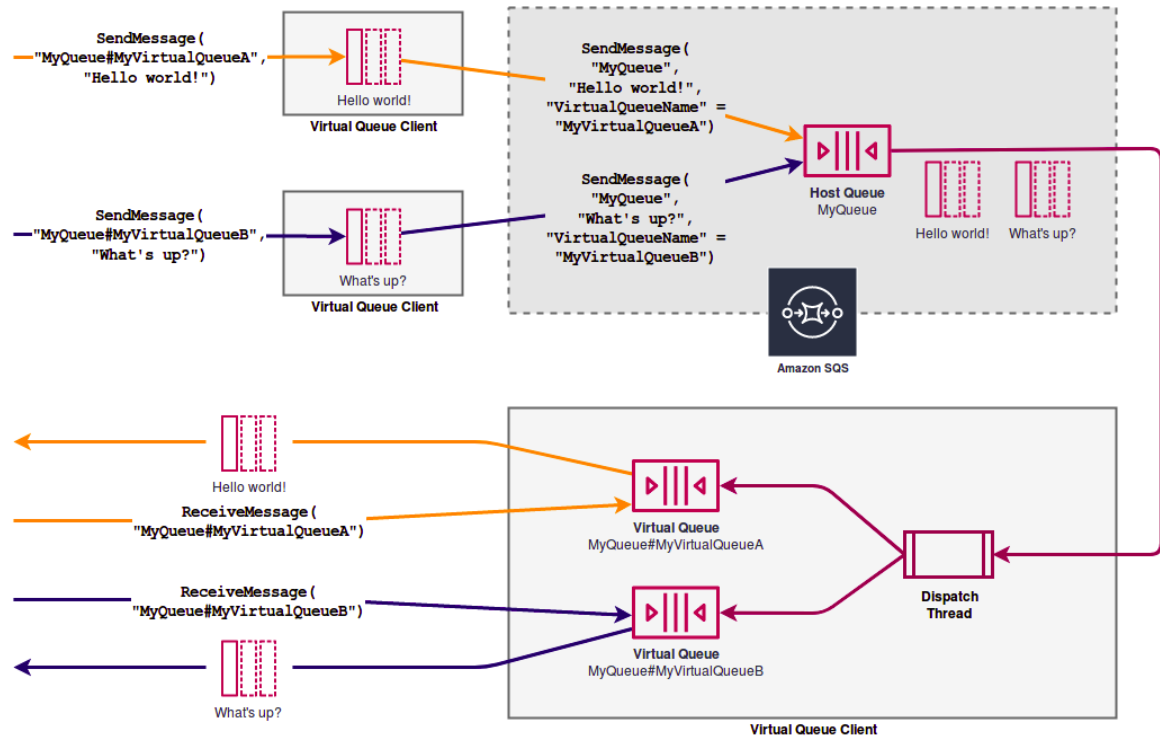 SendMessage(
"MyQueue#MyVirtualQueueA",
"Hello world!")
Hello world!
Virtual Queue Client
SendMessage(
"MyQueue",
"Hello world!",
"VirtualQueueName" =
"MyVirtualQueueA")
SendMessage(
"MyQueue#MyVirtualQueueB",
"What's up?")
What's up?
Virtual Queue Client
SendMessage(
"MyQueue",
"What's up?",
"VirtualQueueName" =
"MyVirtualQueueB")
Host Queue
MyQueue
Hello world!
What's up?
Amazon SQS
Hello world!
ReceiveMessage(
"MyQueue#MyVirtualQueueA")
Virtual Queue
MyQueue#MyVirtualQueueA
ReceiveMessage(
"MyQueue#MyVirtualQueueB")
What's up?
Virtual Queue
MyQueue#MyVirtualQueueB
Dispatch
Thread
Virtual Queue Client